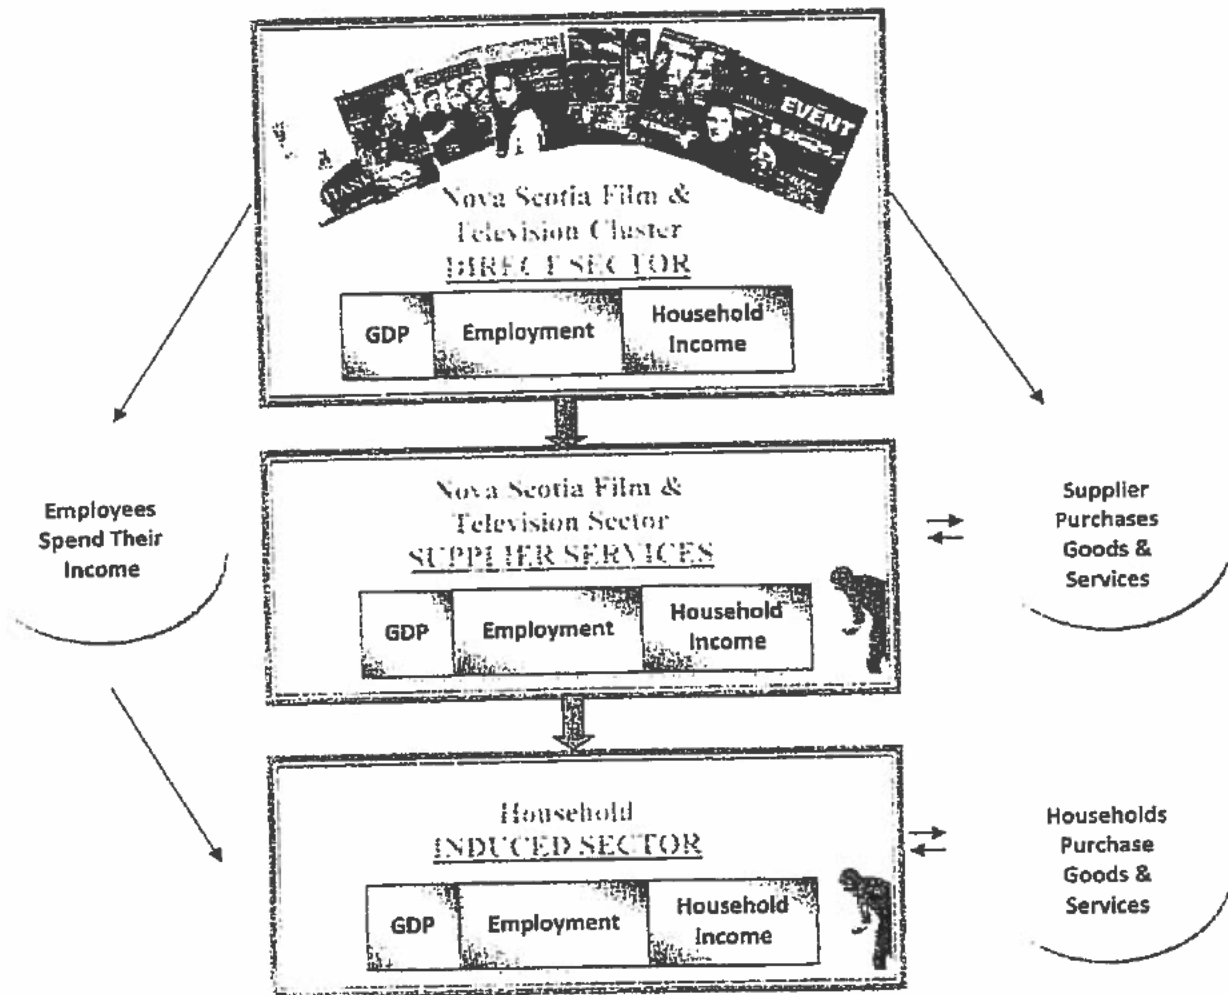 EVENT
Nova Scotia Film &
Television Cluster
DIRECT SECTOR
GDP
Employment
Household
Income
Employees
Spend Their
Income
Nova Scotia Film &
Television Sector
SUPPLIER SERVICES
GDP
Employment
Household
Income
Supplier
Purchases
Goods &
Services
Household
INDUCED SECTOR
GDP
Employment
Household
Income
Households
Purchase
Goods &
Services